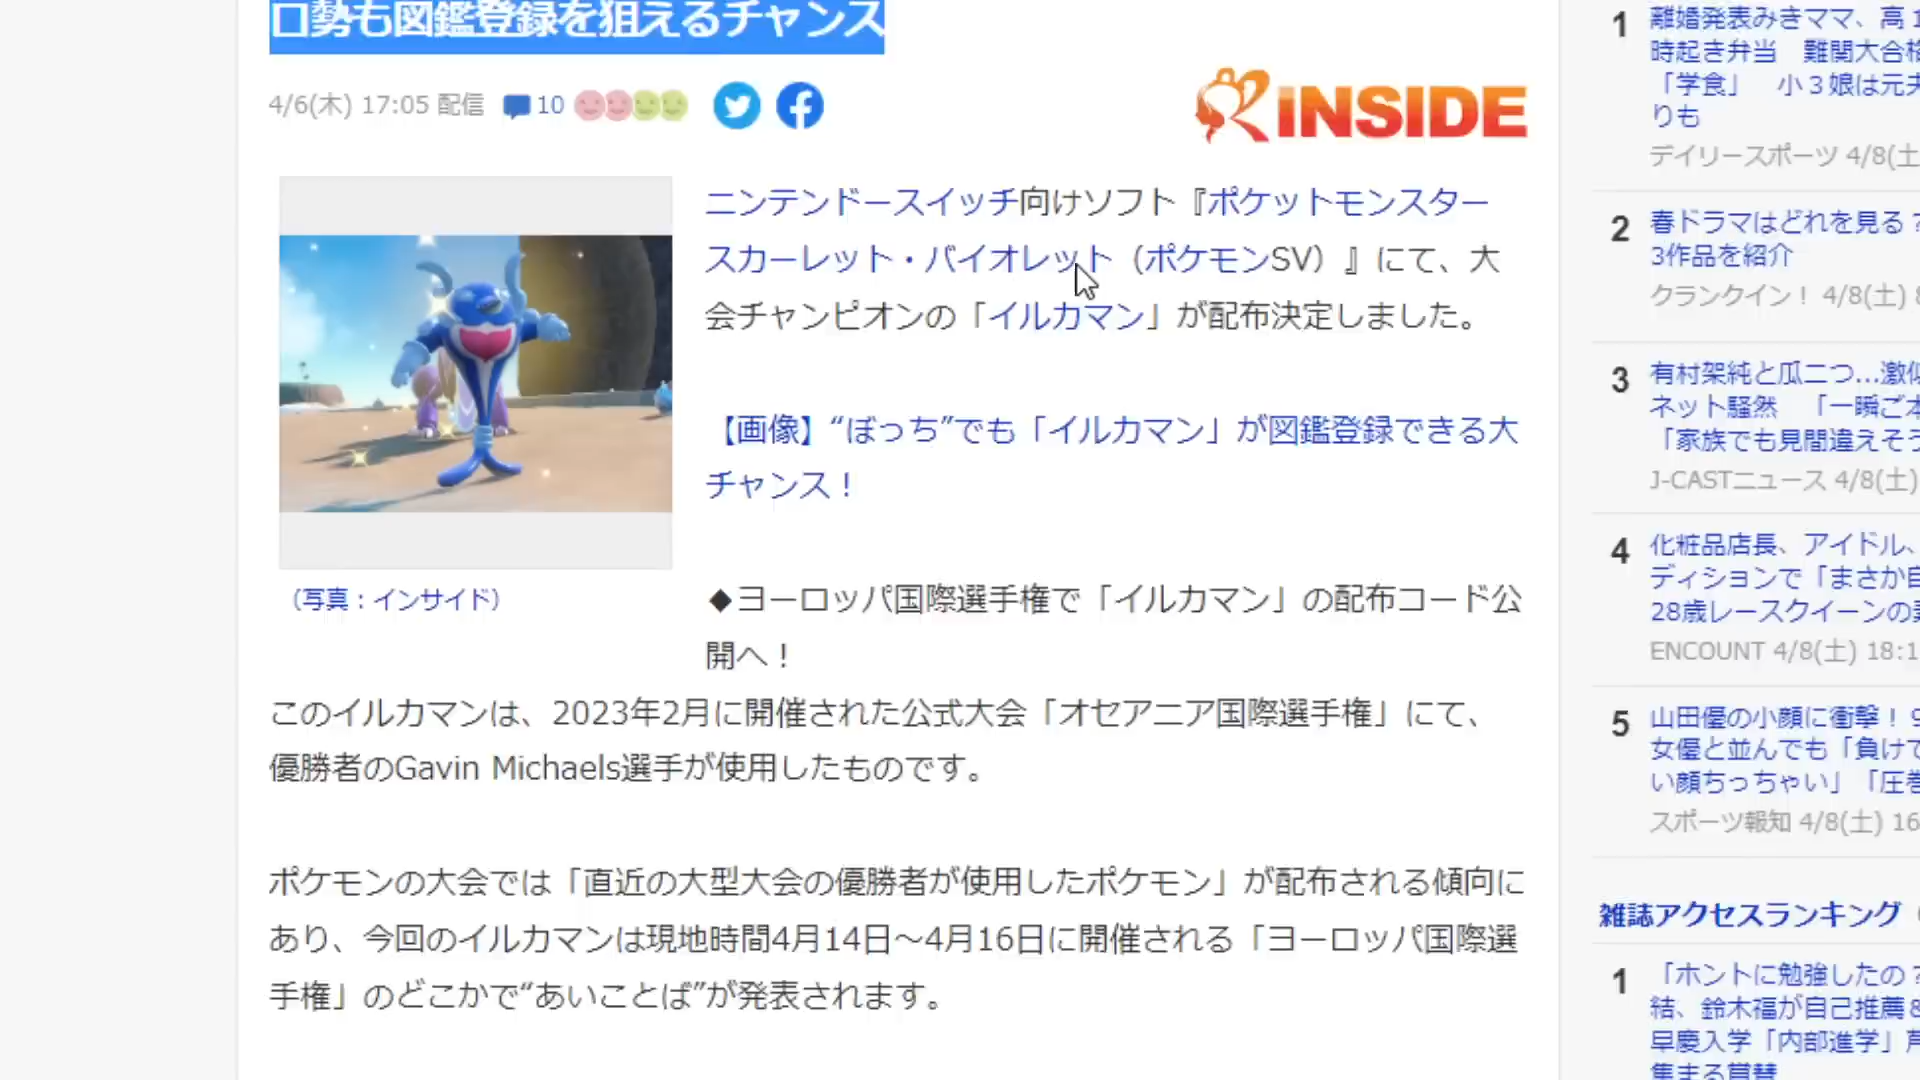 ロ勢も図鑑登録を狙えるチャンス
4/6(木) 17:05 配信 10
INSIDE
ニンテンドースイッチ向けソフト『ポケットモンスター
スカーレット・バイオレット（ポケモンSV）』にて、大
会チャンピオンの「イルカマン」が配布決定しました。
【画像】“ぼっち”でも「イルカマン」が図鑑登録できる大
チャンス！
（写真：インサイド）
◆ヨーロッパ国際選手権で「イルカマン」の配布コード公
開へ！
このイルカマンは、2023年2月に開催された公式大会「オセアニア国際選手権」にて、
優勝者のGavin Michaels選手が使用したものです。
ポケモンの大会では「直近の大型大会の優勝者が使用したポケモン」が配布される傾向に
あり、今回のイルカマンは現地時間4月14日～4月16日に開催される「ヨーロッパ国際選
手権」のどこかで“あいことば”が発表されます。
1 離婚発表みきママ、高1
時起き弁当 難関大合格
「学食」 小３娘は元夫
りも
デイリースポーツ 4/8(土)
2 春ドラマはどれを見る？
3作品を紹介
クランクイン！ 4/8(土)
3 有村架純と瓜二つ…激似
ネット騒然 「一瞬ご本
「家族でも見間違えそう
J-CASTニュース 4/8(土)
4 化粧品店長、アイドル、
ディションで「まさか自
28歳レースクイーンの
ENCOUNT 4/8(土) 18:1
5 山田優の小顔に衝撃！
女優と並んでも「負けて
い顔ちっちゃい」「圧巻
スポーツ報知 4/8(土) 16
雑誌アクセスランキング
1 「ホントに勉強したの？
結、鈴木福が自己推薦&
早慶入学「内部進学」芦
集まる賞賛